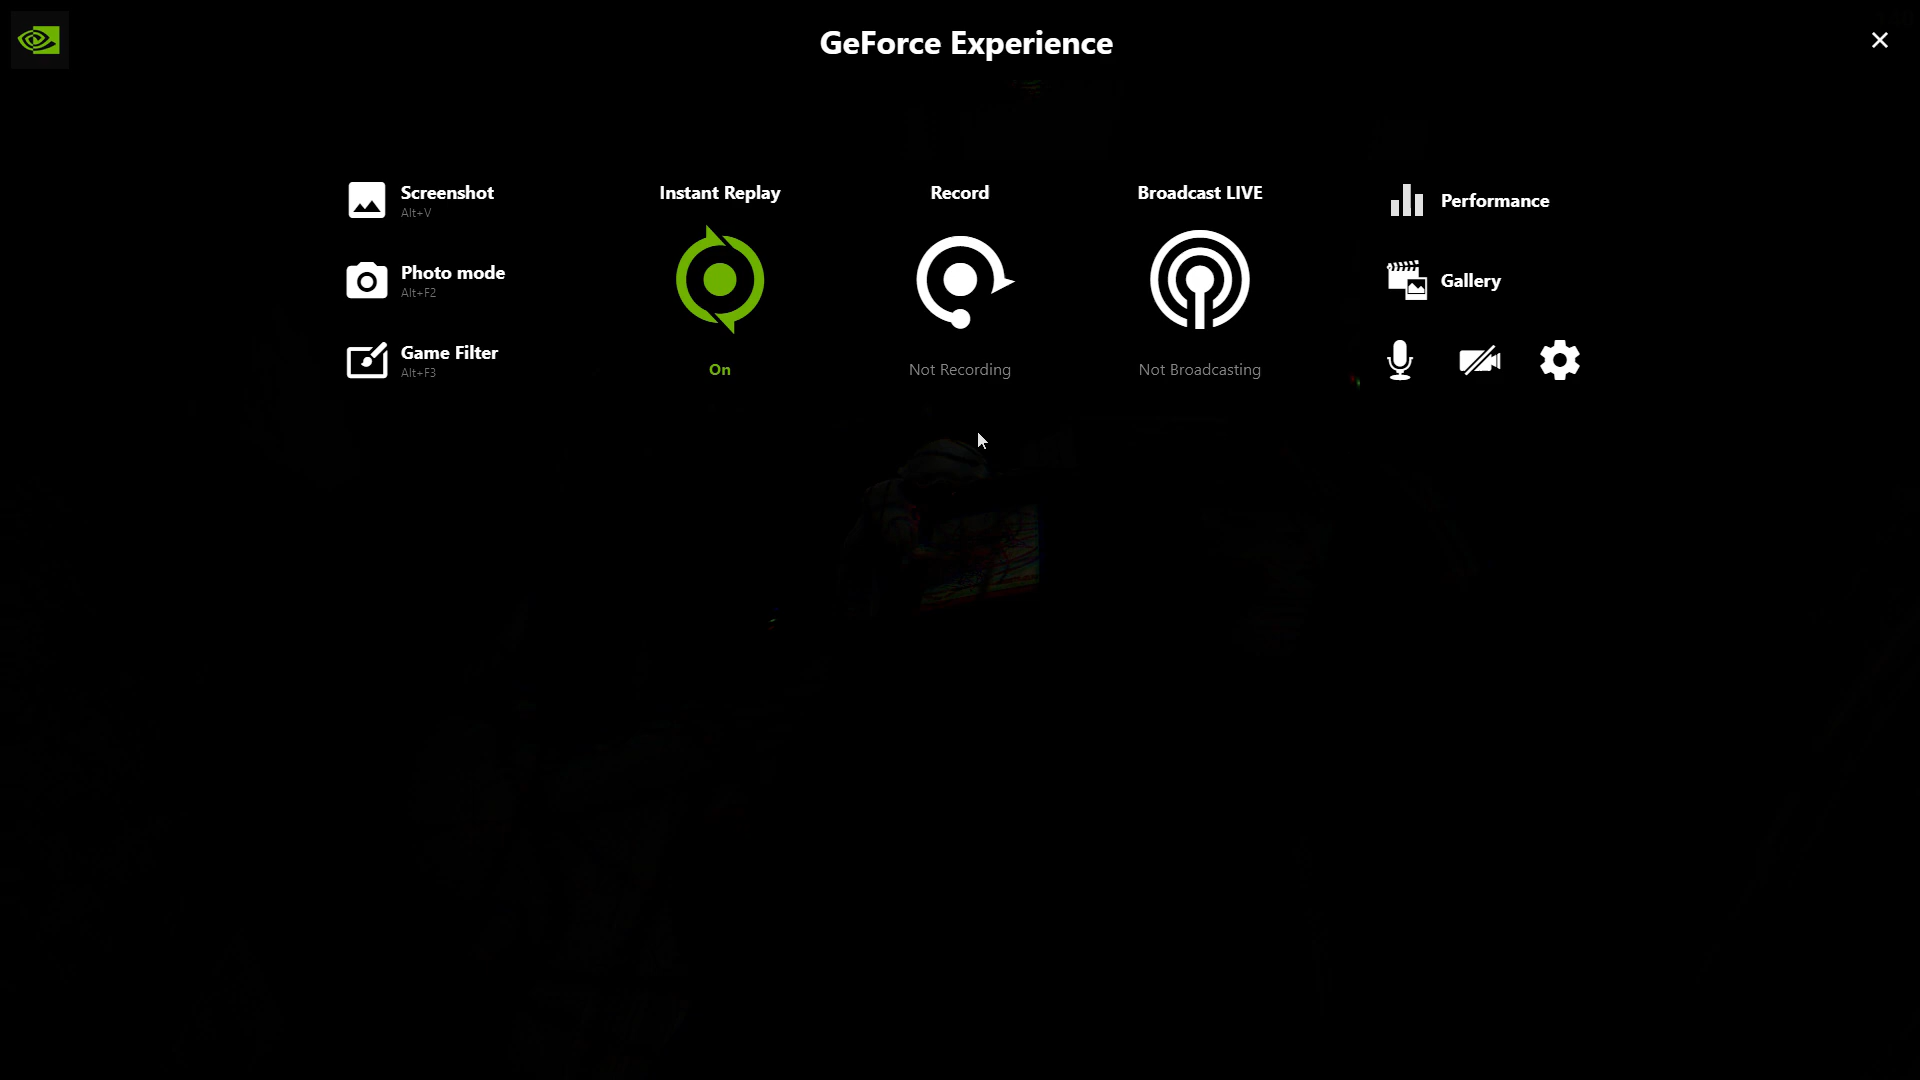 GeForce Experience
Screenshot
Alt+V
Photo mode
Alt+F2
Game Filter
Alt+F3
Instant Replay
On
Record
Not Recording
Broadcast LIVE
Not Broadcasting
Performance
Gallery